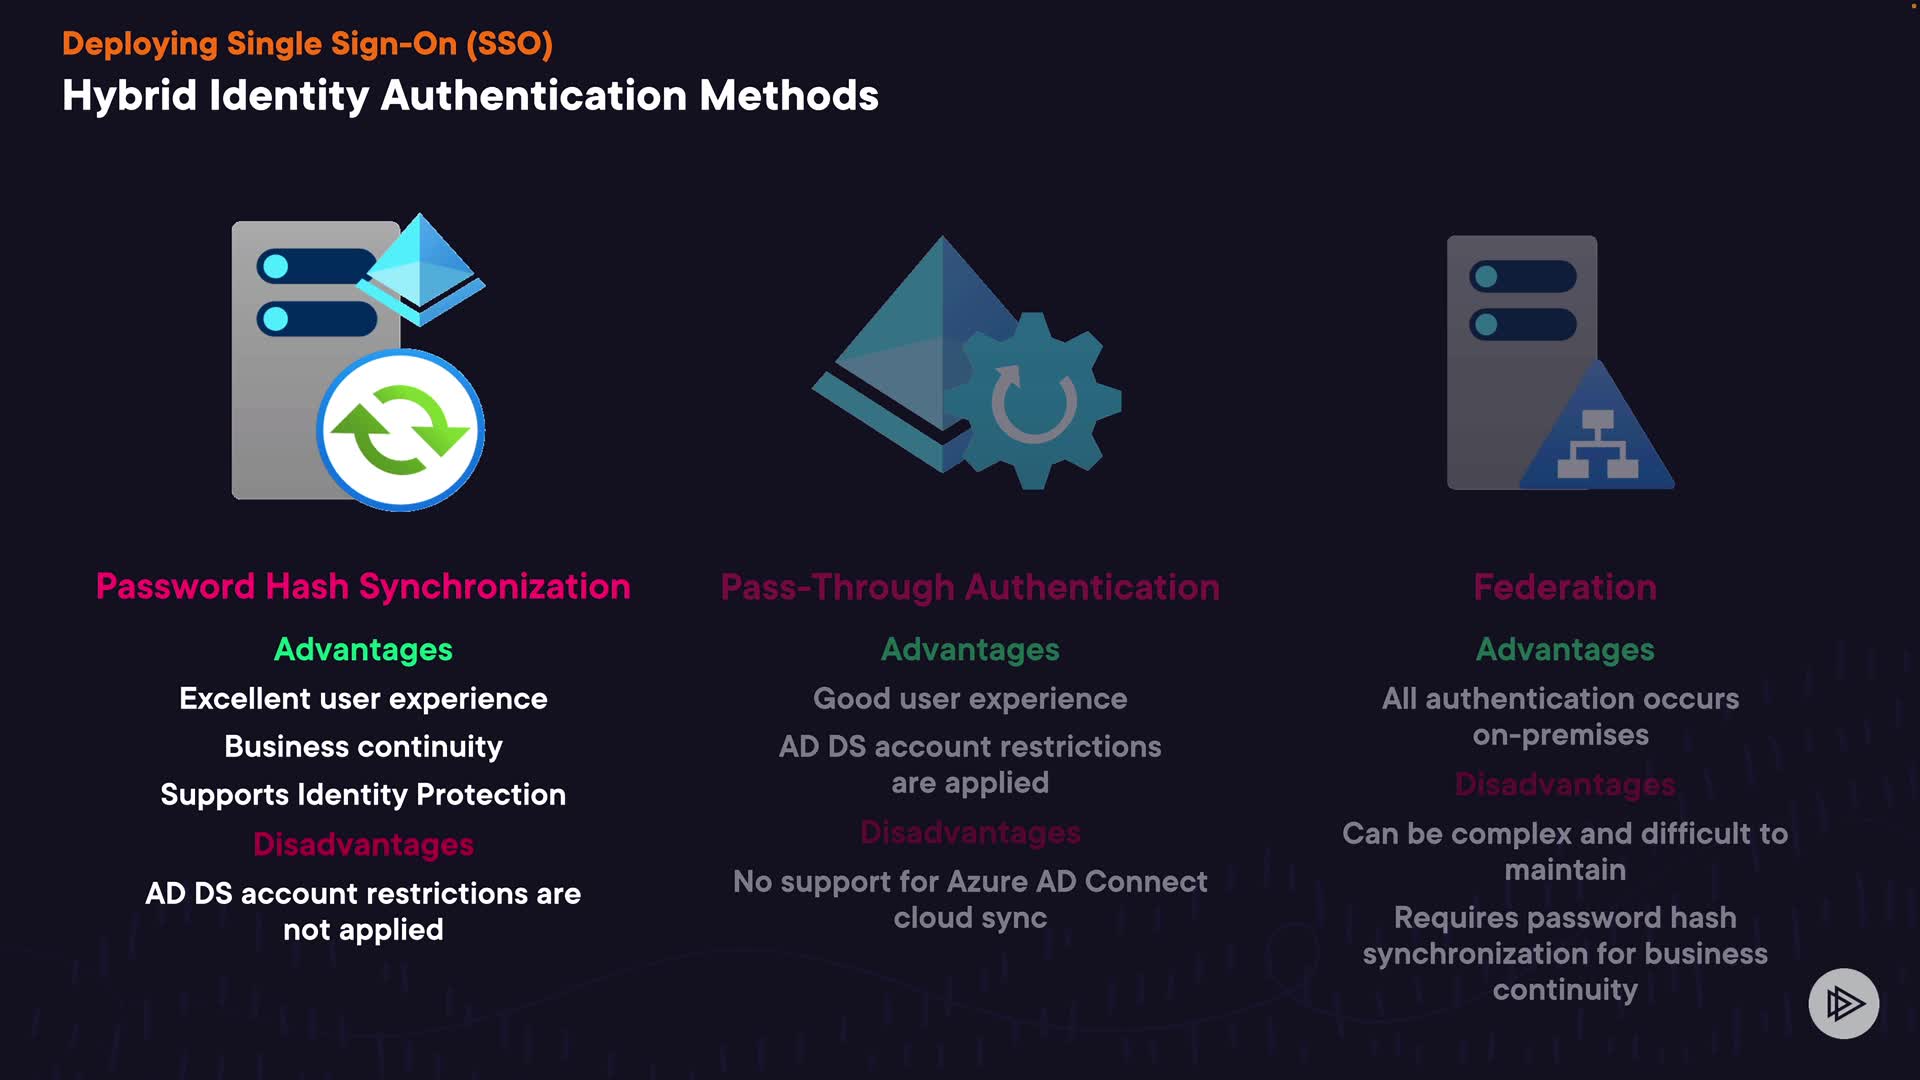 Deploying Single Sign-On (SSO)
Hybrid Identity Authentication Methods
Password Hash Synchronization
Advantages
Excellent user experience
Business continuity
Supports Identity Protection
Disadvantages
AD DS account restrictions are
not applied
Pass-Through Authentication
Advantages
Good user experience
AD DS account restrictions
are applied
Disadvantages
No support for Azure AD Connect
cloud sync
Federation
Advantages
All authentication occurs
on-premises
Disadvantages
Can be complex and difficult to
maintain
Requires password hash
synchronization for business
continuity